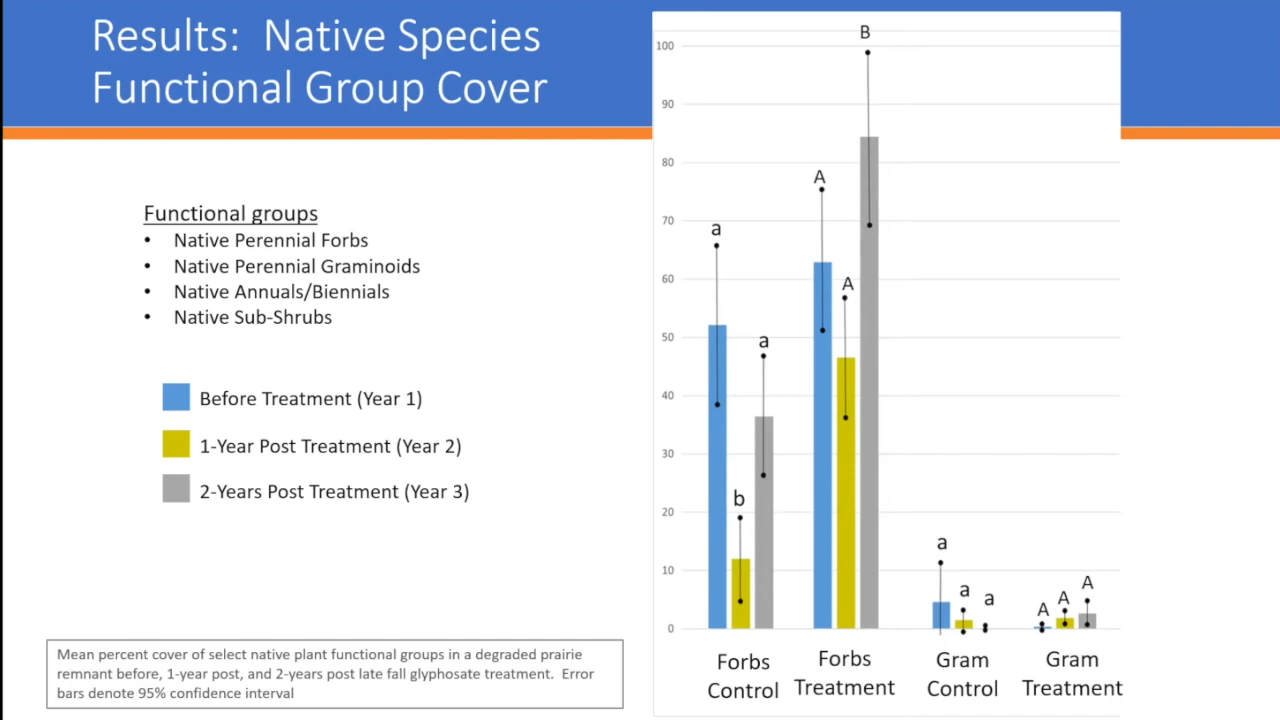 Results:  Native Species
Functional Group Cover
Functional groups
• Native Perennial Forbs
• Native Perennial Graminoids
• Native Annuals/Biennials
• Native Sub-Shrubs
Before Treatment (Year 1)
1-Year Post Treatment (Year 2)
2-Years Post Treatment (Year 3)
Mean percent cover of select native plant functional groups in a degraded prairie
remnant before, 1-year post, and 2-years post late fall glyphosate treatment.  Error
bars denote 95% confidence interval
100
90
80
70
60
50
40
30
20
10
0
a
b
a
A
A
B
a
a
a
A
A
A
Forbs
Control
Forbs
Treatment
Gram
Control
Gram
Treatment